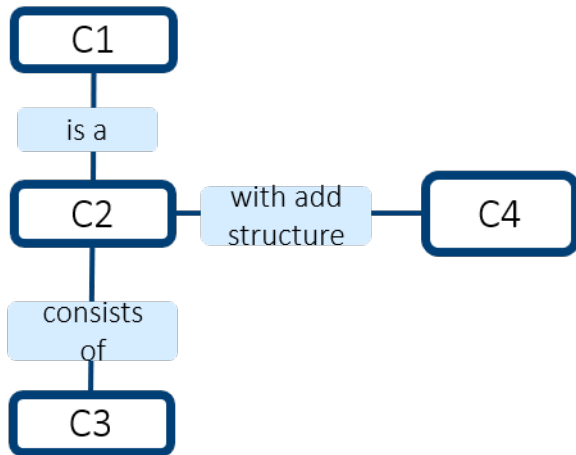 C1
is a
C2
with add
structure
C4
consists
of
C3